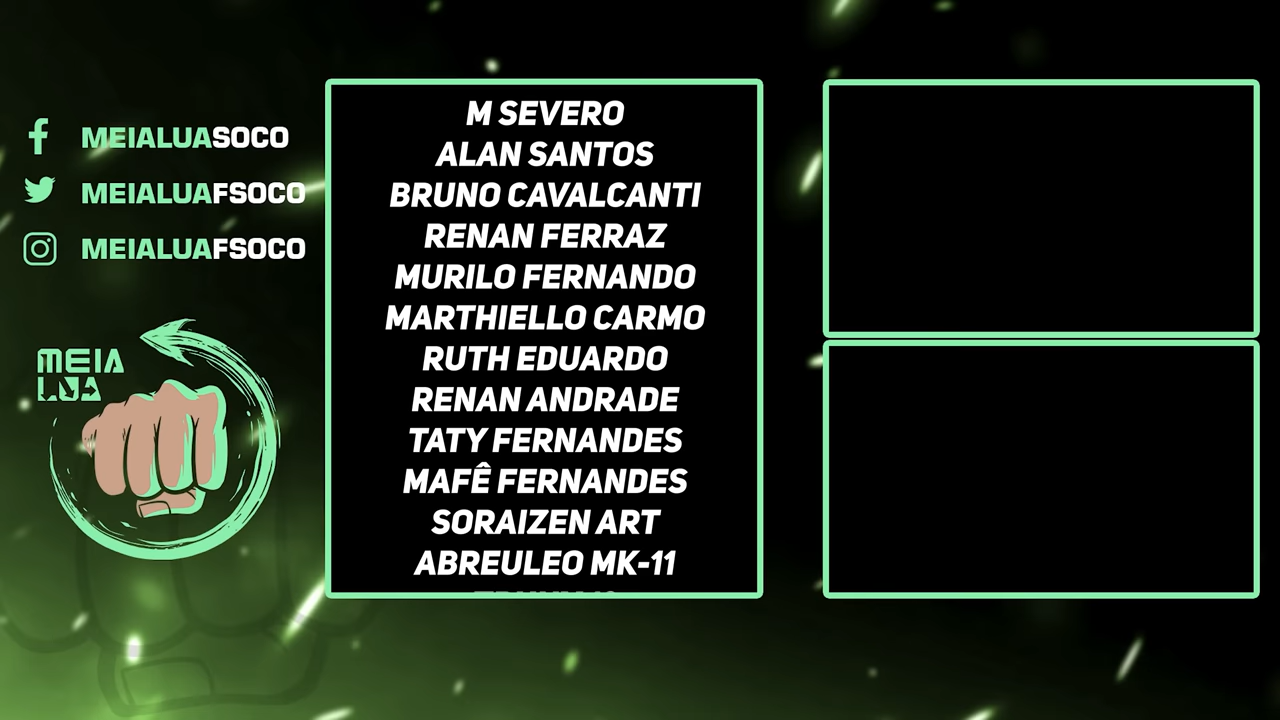 MEIALUASOCO
MEIALUAFSOCO
MEIALUAFSOCO
MEIA
LUA
M SEVERO
ALAN SANTOS
BRUNO CAVALCANTI
RENAN FERRAZ
MURILO FERNANDO
MARTHIELLO CARMO
RUTH EDUARDO
RENAN ANDRADE
TATY FERNANDES
MAFÊ FERNANDES
SORAIZEN ART
ABREULEO MK-11